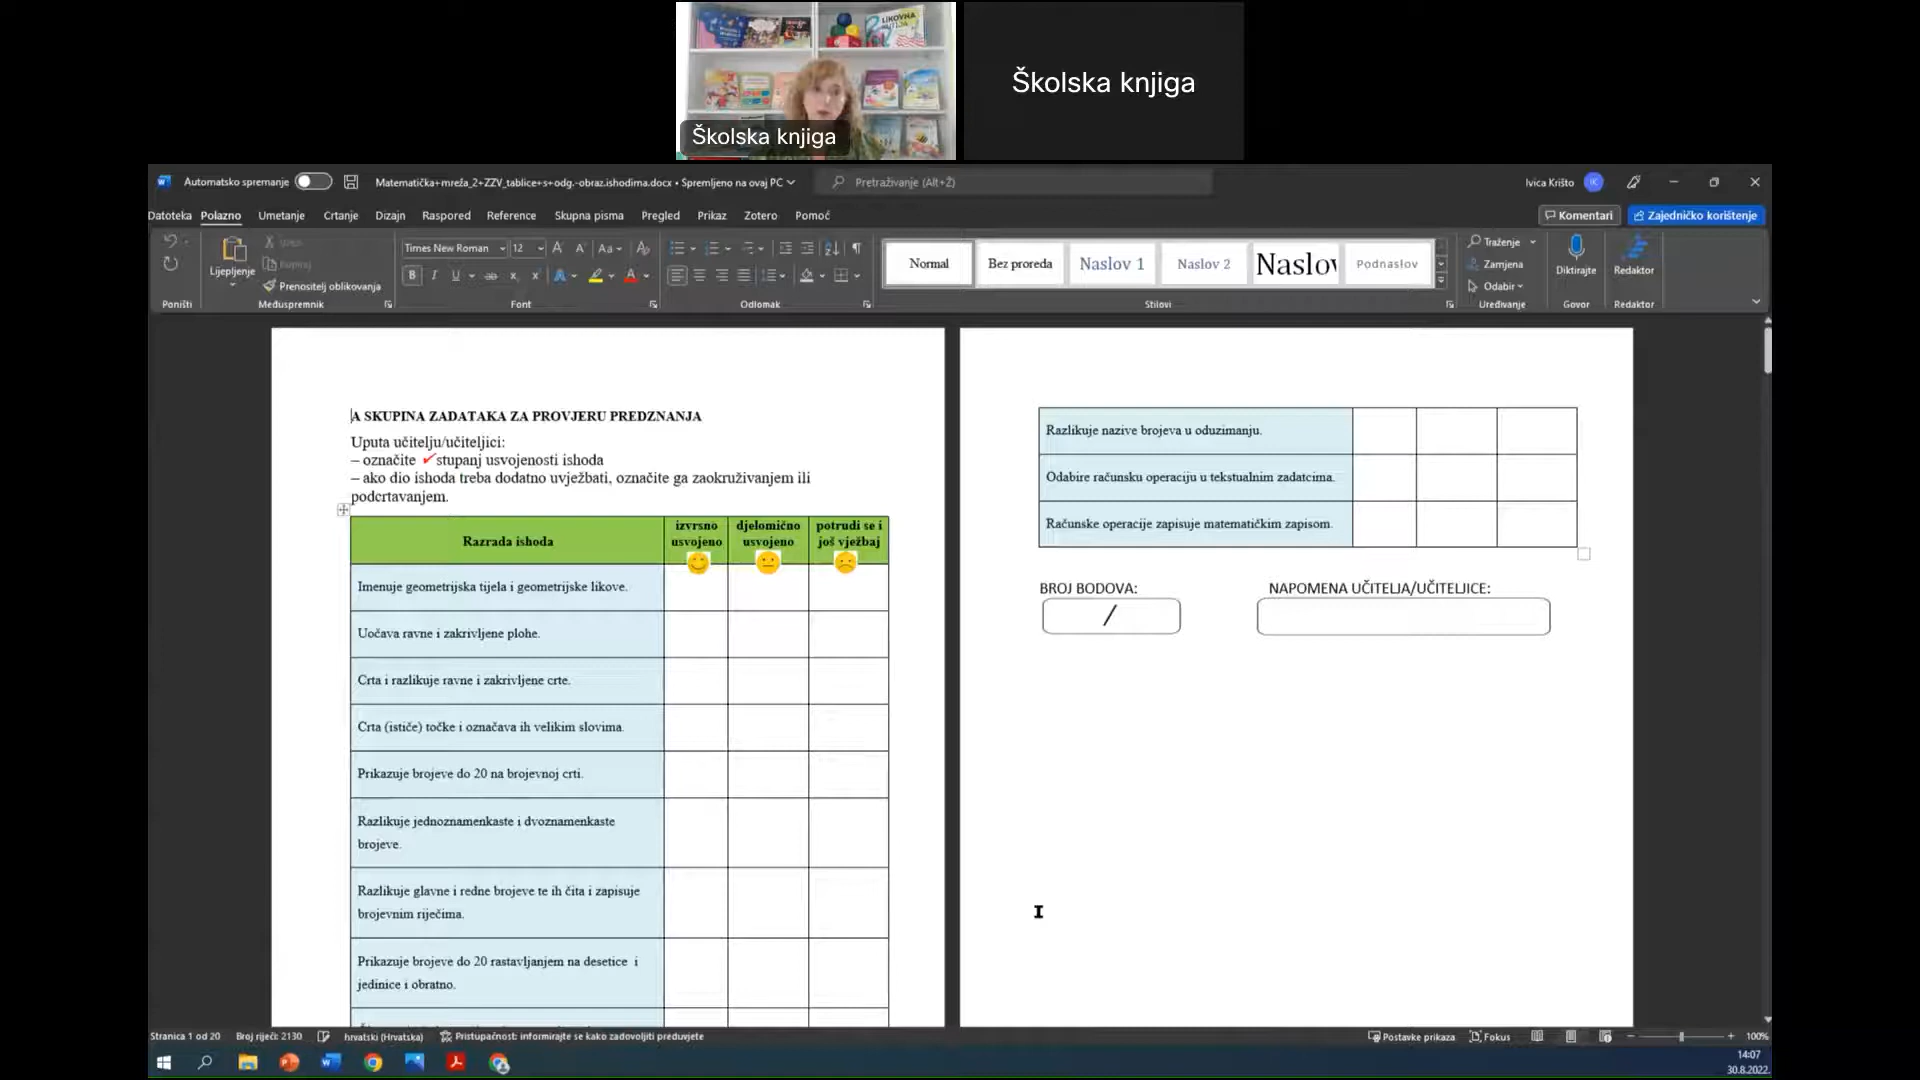 LIKOVNA
Školska knjiga
Školska knjiga
Automatsko spremanje
Matematička+mreža_2+ZZV_tablice+s+odg.-obraz.ishodima.docx • Spremljeno na ovaj PC
Pretraživanje (Alt+Ž)
Ivica Krišto
IK
Datoteka Polazno Umetanje Crtanje Dizajn Raspored Reference Skupna pisma Pregled Prikaz Zotero Pomoć
Komentari
Zajedničko korištenje
Lijepljenje
Izreži
Kopiraj
Prenositelj oblikovanja
Times New Roman 12
Normal
Bez proreda
Naslov 1
Naslov 2
Naslov
Podnaslov
Traženje
Zamjena
Odabir
Diktirajte
Redaktor
Poništi Međuspremnik Font Odlomak Stilovi Uređivanje Govor Redaktor
A SKUPINA ZADATAKA ZA PROVJERU PREDZNANJA
Uputa učitelju/učiteljici:
– označite ✓stupanj usvojenosti ishoda
– ako dio ishoda treba dodatno uvježbati, označite ga zaokruživanjem ili
podcrtavanjem.
Razrada ishoda
izvrsno
usvojeno
djelomično
usvojeno
potrudi se i
još vježbaj
Imenuje geometrijska tijela i geometrijske likove.
Uočava ravne i zakrivljene plohe.
Crta i razlikuje ravne i zakrivljene crte.
Crta (ističe) točke i označava ih velikim slovima.
Prikazuje brojeve do 20 na brojevnoj crti.
Razlikuje jednoznamenkaste i dvoznamenkaste
brojeve.
Razlikuje glavne i redne brojeve te ih čita i zapisuje
brojevnim riječima.
Prikazuje brojeve do 20 rastavljanjem na desetice i
jedinice i obratno.
Razlikuje nazive brojeva u oduzimanju.
Odabire računsku operaciju u tekstualnim zadatcima.
Računske operacije zapisuje matematičkim zapisom.
BROJ BODOVA:
/
NAPOMENA UČITELJA/UČITELJICE:
Stranica 1 od 20
Broj riječi: 2130
hrvatski (Hrvatska)
Pristupačnost: informirajte se kako zadovoljiti preduvjete
Postavke prikaza
Fokus
100%
14:07
30.8.2022.